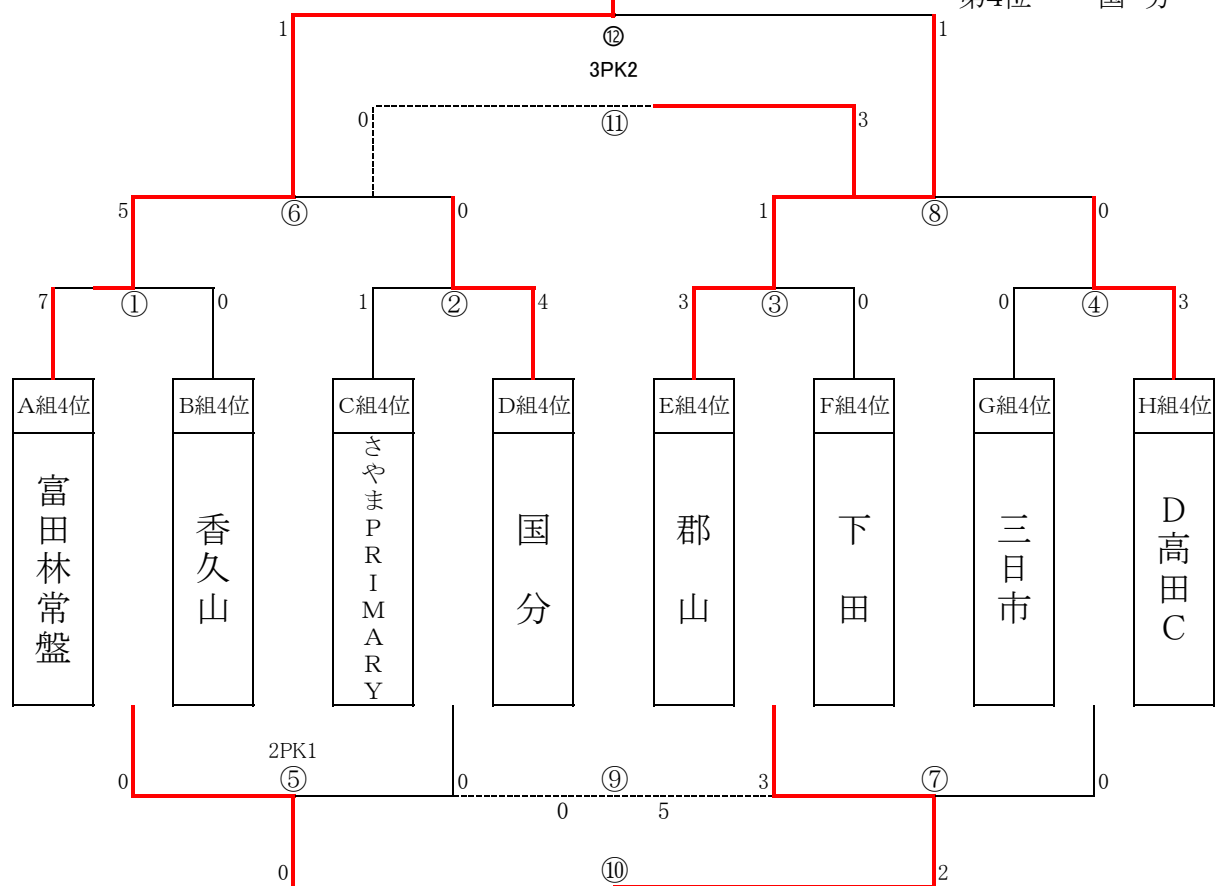 第4位 国 分
1 1
⑫
3PK2
0 ⑪ 3
5 ⑥ 0 1 ⑧ 0
7 ① 0 1 ② 4 3 ③ 0 0 ④ 3
A組4位 B組4位 C組4位 D組4位 E組4位 F組4位 G組4位 H組4位
富田林常盤
香久山
さやまPRIMARY
国 分
郡 山
下 田
三日市
D高田C
2PK1
0 ⑤ 0 ⑨ 3 ⑦ 0
0 5
0 ⑩ 2